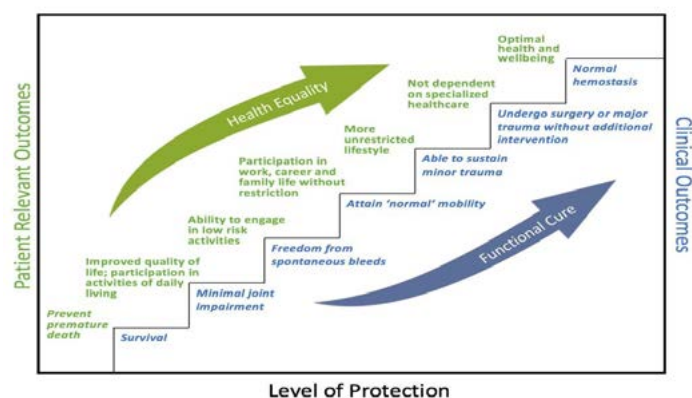 Patient Relevant Outcomes
Optimal
health and
wellbeing
Normal
hemostasis
Not dependent
on specialized
healthcare
Undergo surgery or major
trauma without additional
intervention
Health Equality
More
unrestricted
lifestyle
Able to sustain
minor trauma
Participation in
work, career and
family life without
restriction
Attain ‘normal’ mobility
Ability to engage
in low risk
activities
Freedom from
spontaneous bleeds
Functional Cure
Improved quality of
life; participation in
activities of daily
living
Minimal joint
impairment
Prevent
premature
death
Survival
Clinical Outcomes
Level of Protection